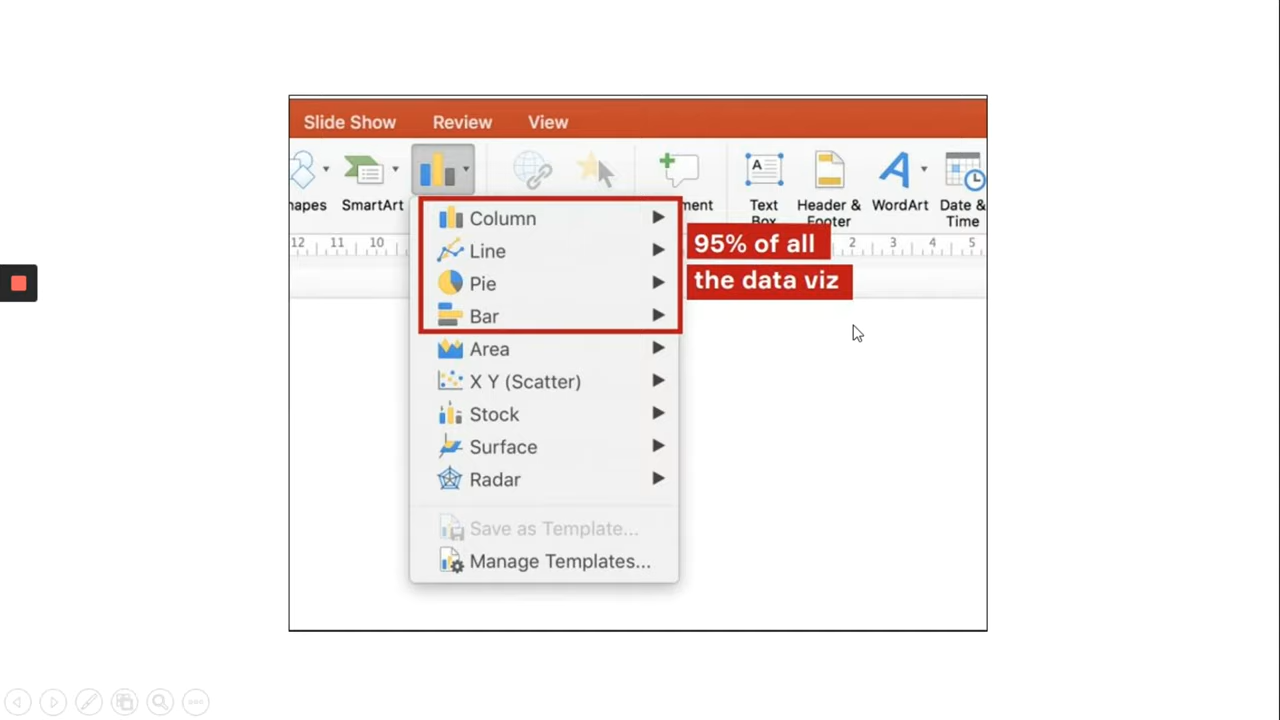 Slide Show Review View
hapes SmartArt ment Text Box Header & Footer WordArt Date & Time
12 11 10 2 3 4 5
Column
Line
Pie
Bar
95% of all
the data viz
Area
X Y (Scatter)
Stock
Surface
Radar
Save as Template...
Manage Templates...